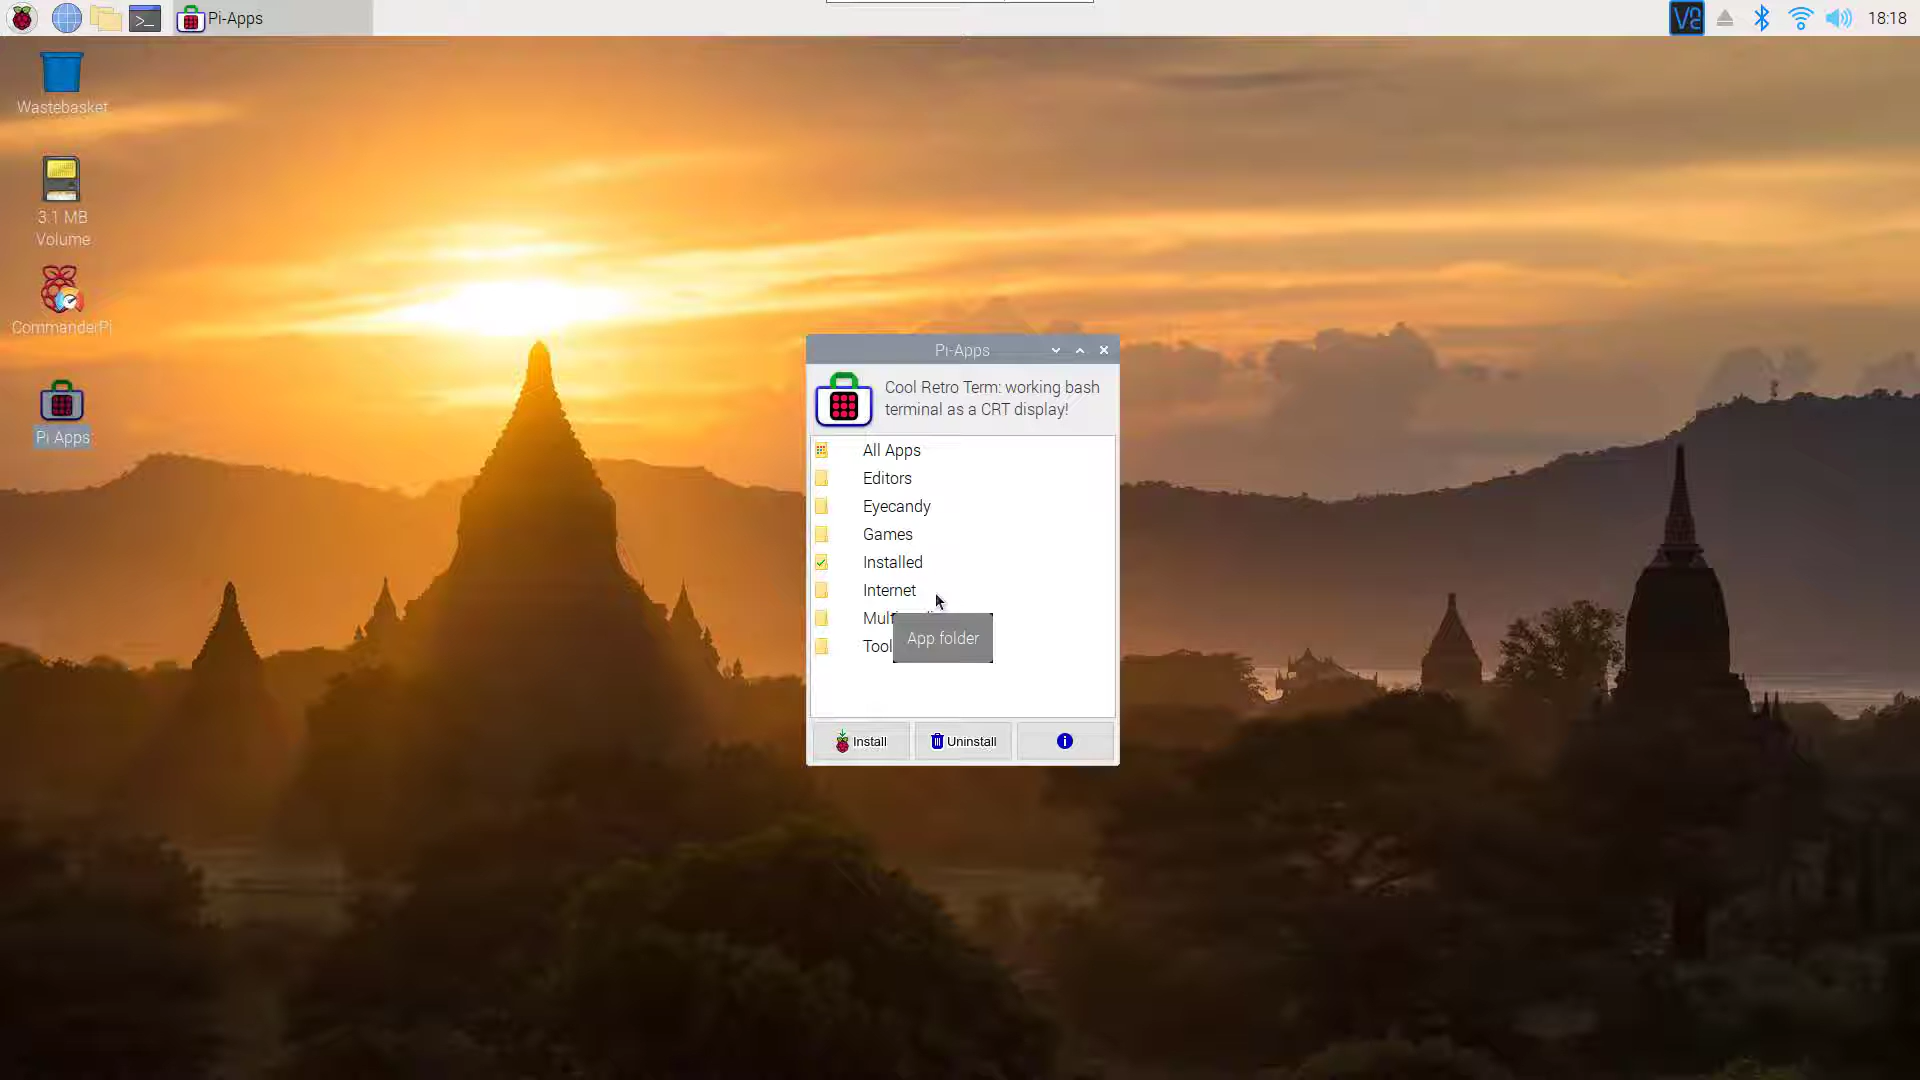 Pi-Apps
18:18
Wastebasket
3.1 MB
Volume
CommanderPi
Pi Apps
Pi-Apps
Cool Retro Term: working bash
terminal as a CRT display!
All Apps
Editors
Eyecandy
Games
Installed
Internet
App folder
Install
Uninstall